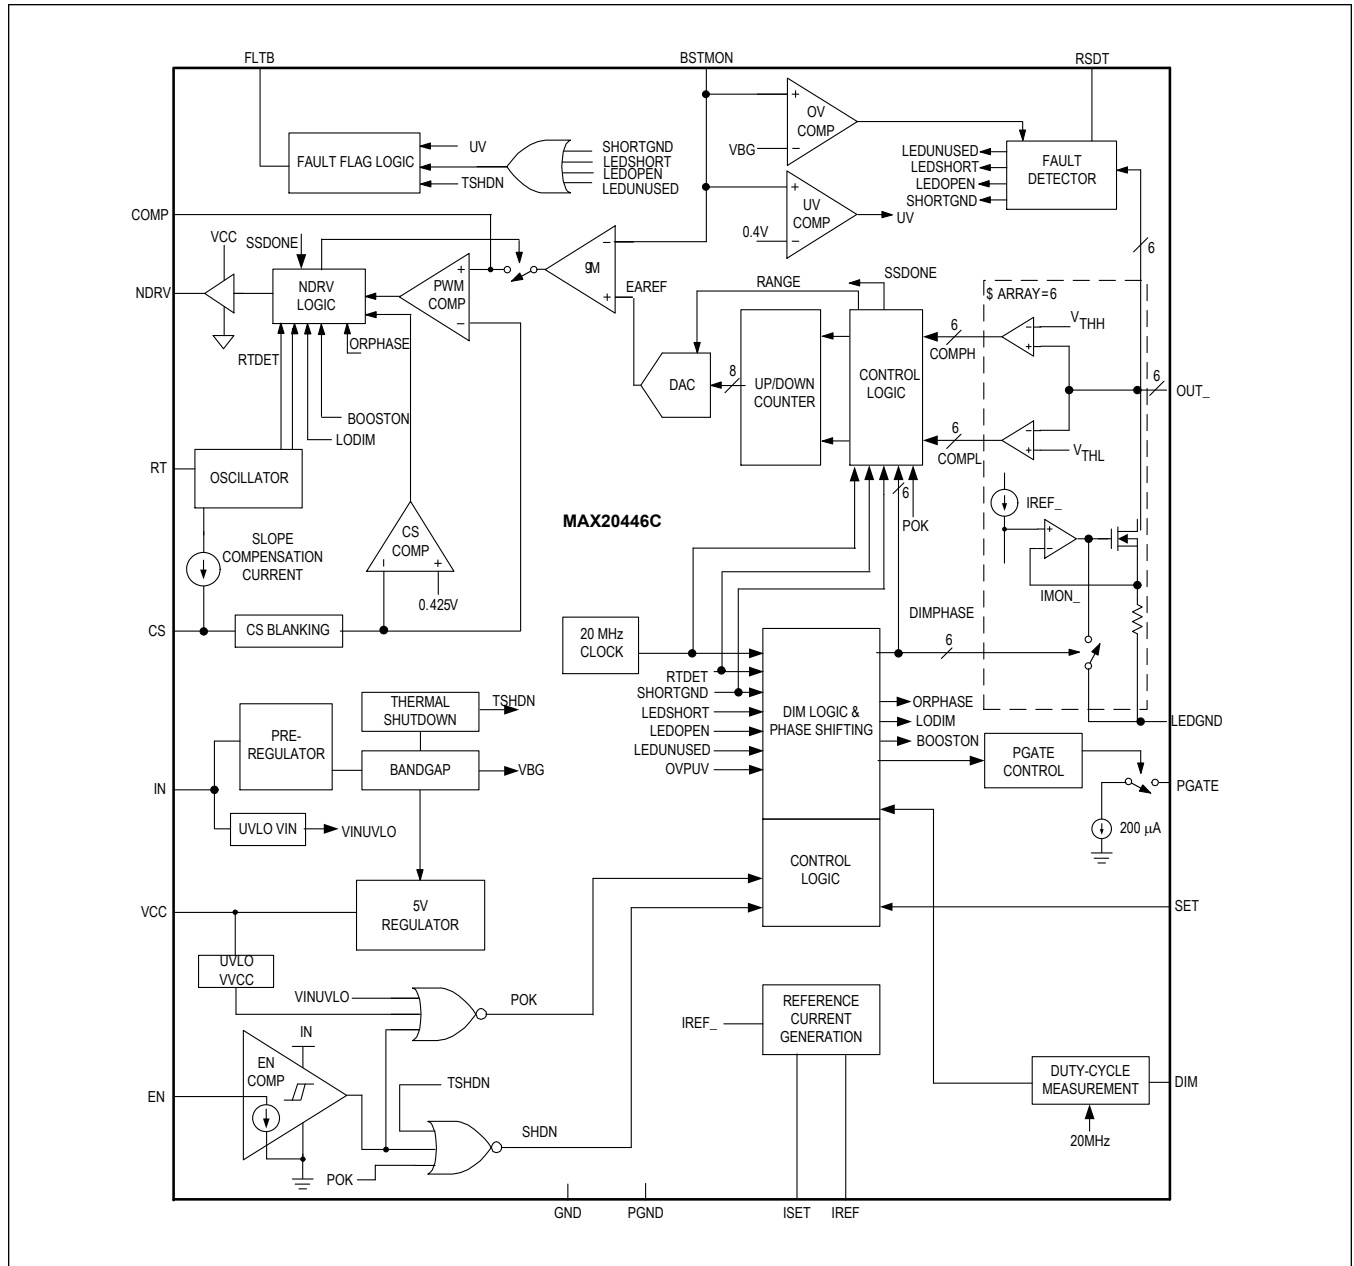 FLTB
BSTMON
RSDT
FAULT FLAG LOGIC
UV
TSHDN
SHORTGND
LEDSHORT
LEDOPEN
LEDUNUSED
+
OV
COMP
VBG
−
+
UV
COMP
0.4V
−
UV
LEDUNUSED
LEDSHORT
LEDOPEN
SHORTGND
FAULT
DETECTOR
6
COMP
VCC
SSDONE
NDRV
NDRV
LOGIC
+
PWM
COMP
−
−
gM
+
EAREF
RTDET
ORPHASE
BOOSTON
LODIM
RANGE
SSDONE
DAC
8
UP/DOWN
COUNTER
CONTROL
LOGIC
6
COMPH
6
COMPL
6
POK
$ ARRAY=6
−
+
VTHH
−
+
VTHL
6
OUT_
IREF_
+
−
IMON_
RT
OSCILLATOR
SLOPE
COMPENSATION
CURRENT
CS
COMP
−
+
0.425V
CS
CS BLANKING
MAX20446C
20 MHz
CLOCK
DIMPHASE
6
RTDET
SHORTGND
LEDSHORT
LEDOPEN
LEDUNUSED
OVPUV
DIM LOGIC &
PHASE SHIFTING
ORPHASE
LODIM
BOOSTON
LEDGND
PGATE
CONTROL
PGATE
200 µA
THERMAL
SHUTDOWN
TSHDN
PRE-
REGULATOR
BANDGAP
VBG
IN
UVLO VIN
VINUVLO
CONTROL
LOGIC
SET
VCC
5V
REGULATOR
UVLO
VVCC
VINUVLO
POK
IREF_
REFERENCE
CURRENT
GENERATION
IN
EN
COMP
EN
TSHDN
SHDN
POK
DUTY-CYCLE
MEASUREMENT
DIM
20MHz
GND
PGND
ISET
IREF